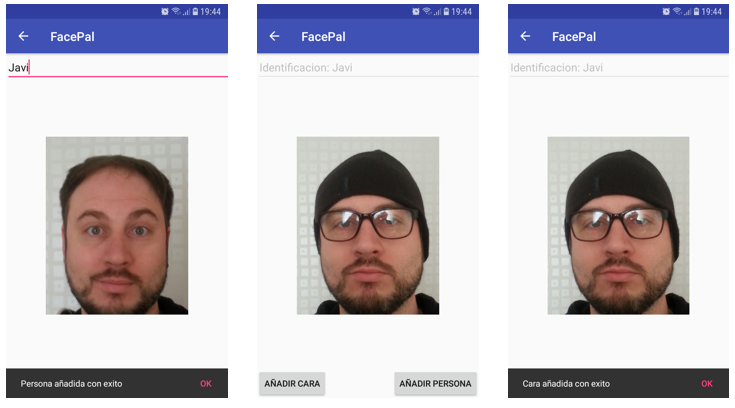 19:44
FacePal
Javi
Persona añadida con exito
OK
19:44
FacePal
Identificacion: Javi
AÑADIR CARA
AÑADIR PERSONA
19:44
FacePal
Identificacion: Javi
Cara añadida con exito
OK